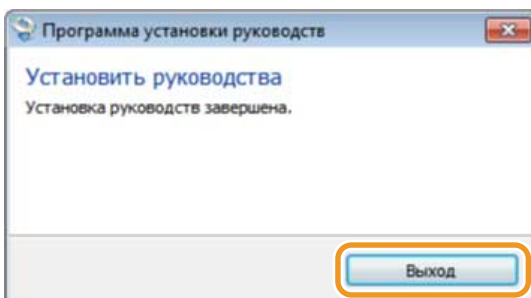 Программа установки руководств
Установить руководства
Установка руководств завершена.
Выход